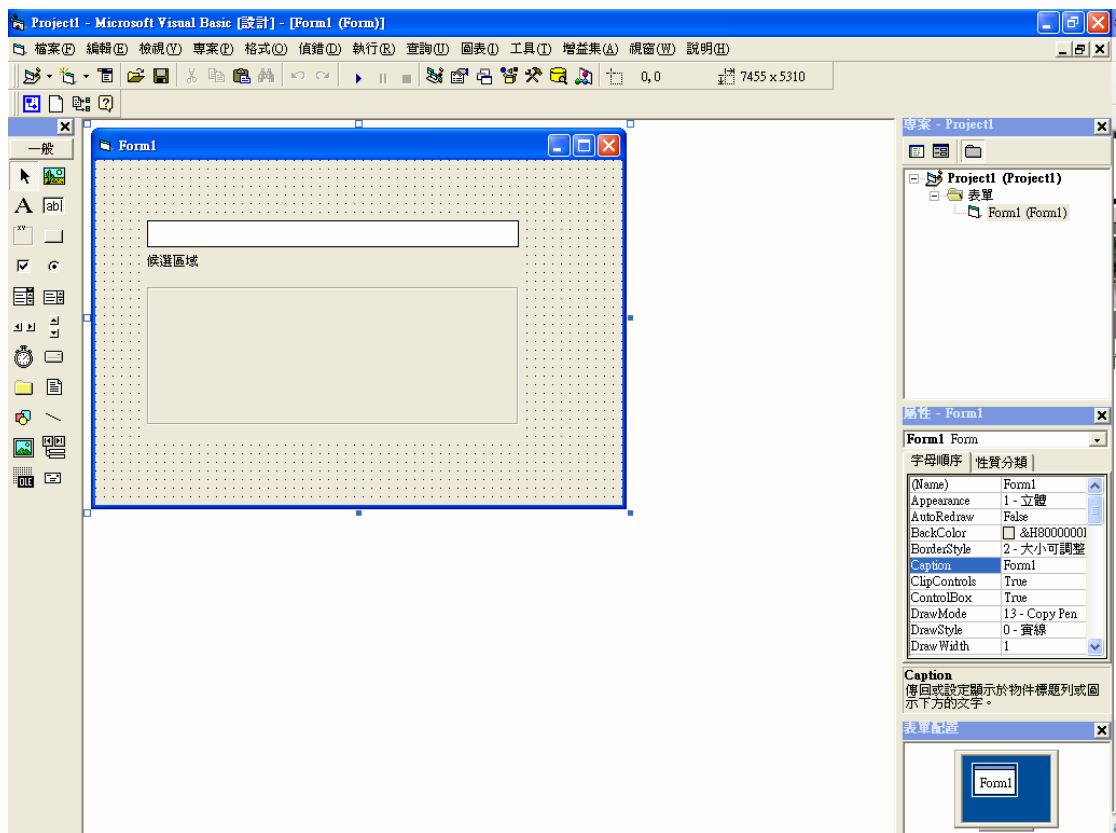 Project1 - Microsoft Visual Basic [設計] - [Form1 (Form)]
檔案(F) 編輯(E) 檢視(V) 專案(P) 格式(O) 偵錯(D) 執行(R) 查詢(U) 圖表(I) 工具(T) 增益集(A) 視窗(W) 說明(H)
0, 0 7455 x 5310
一般
A ab|
xv
OLE
Form1
候選區域
專案 - Project1
Project1 (Project1)
表單
Form1 (Form1)
屬性 - Form1
Form1 Form
字母順序 性質分類
(Name) Form1
Appearance 1 - 立體
AutoRedraw False
BackColor &H8000000
BorderStyle 2 - 大小可調整
Caption Form1
ClipControls True
ControlBox True
DrawMode 13 - Copy Pen
DrawStyle 0 - 實線
DrawWidth 1
Caption
傳回或設定顯示於物件標題列或圖
示下方的文字。
表單配置
Form1